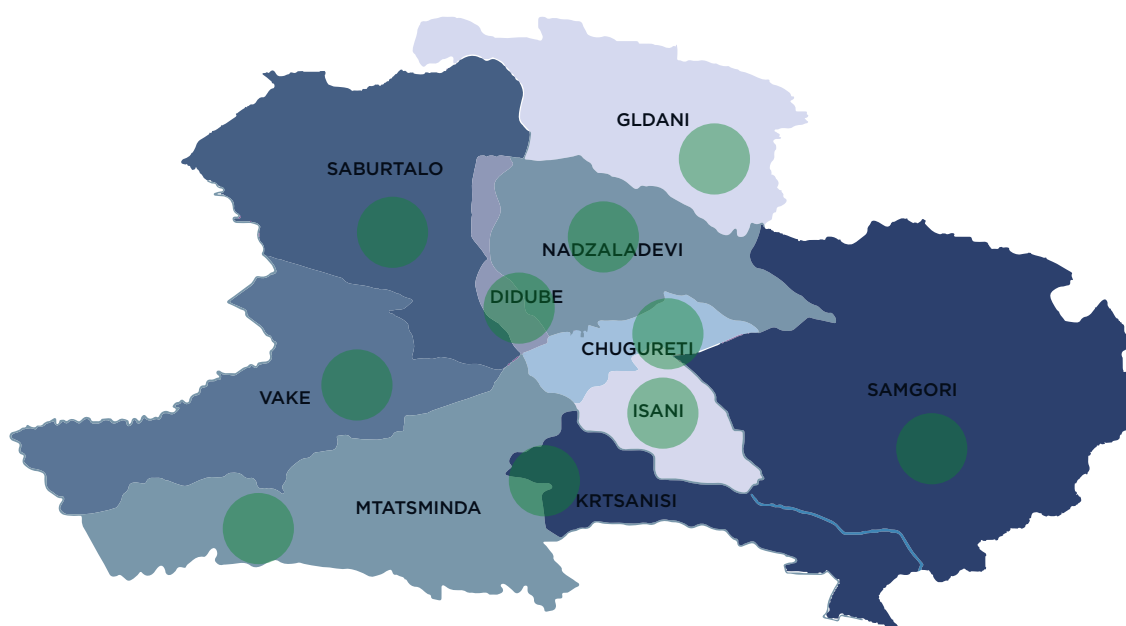 GLDANI
SABURTALO
NADZALADEVI
DIDUBE
CHUGURETI
SAMGORI
VAKE
ISANI
KRTSANISI
MTATSMINDA